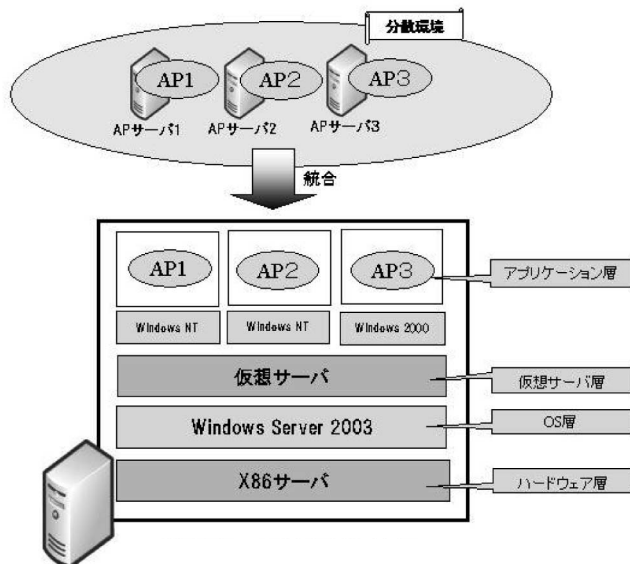 分散環境
AP1
AP2
AP3
APサーバ1
APサーバ2
APサーバ3
統合
AP1
AP2
AP3
アプリケーション層
Windows NT
Windows NT
Windows 2000
仮想サーバ
仮想サーバ層
Windows Server 2003
OS層
X86サーバ
ハードウェア層